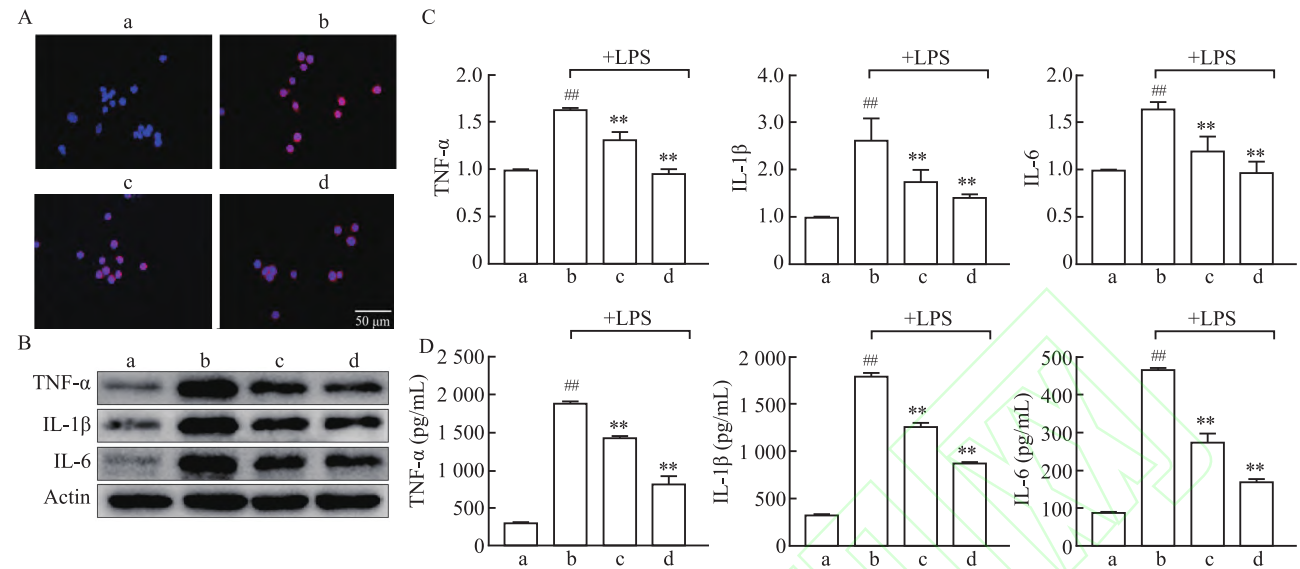 A
a
b
c
d
50 μm
B
a b c d
TNF-α
IL-1β
IL-6
Actin
C
+LPS
TNF-α
2.0
1.5
1.0
0.5
0
##
**
**
a b c d
+LPS
IL-1β
4.0
3.0
2.0
1.0
0
##
**
**
a b c d
+LPS
IL-6
2.0
1.5
1.0
0.5
0
##
**
**
a b c d
D
+LPS
TNF-α (pg/mL)
2 500
2 000
1 500
1 000
500
0
##
**
**
a b c d
+LPS
IL-1β (pg/mL)
2 000
1 500
1 000
500
0
##
**
**
a b c d
+LPS
IL-6 (pg/mL)
500
400
300
200
100
0
##
**
**
a b c d